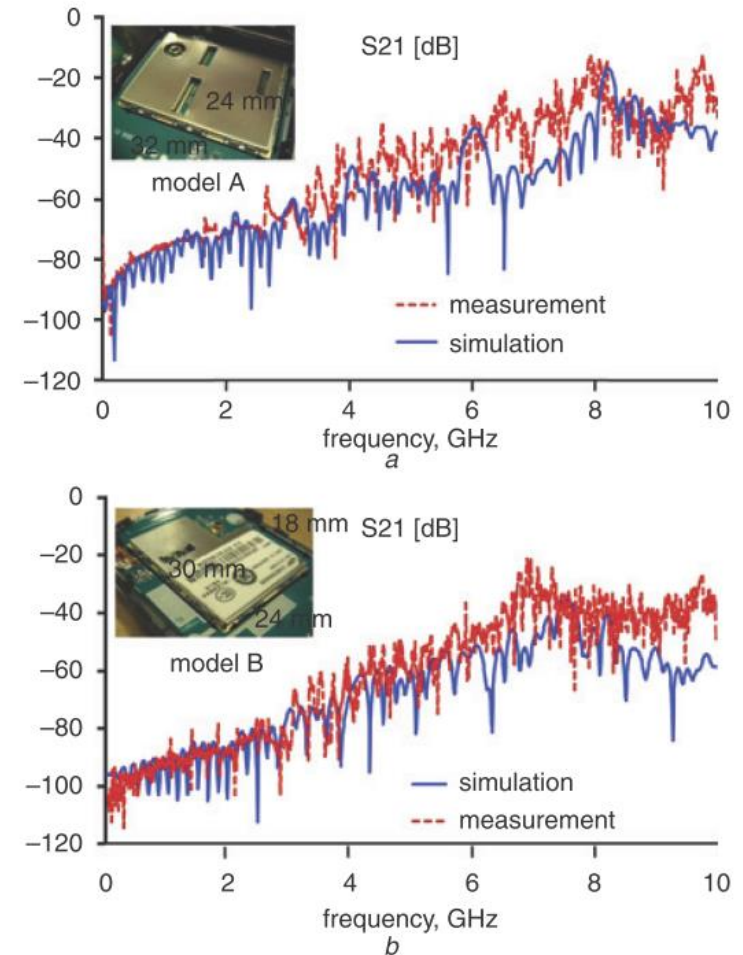 0
S21 [dB]
−20
24 mm
−40
32 mm
model A
−60
−80
measurement
−100
simulation
−120
0 2 4 6 8 10
frequency, GHz
a
0
18 mm S21 [dB]
−20
30 mm
−40
24 mm
model B
−60
−80
simulation
−100
measurement
−120
0 2 4 6 8 10
frequency, GHz
b